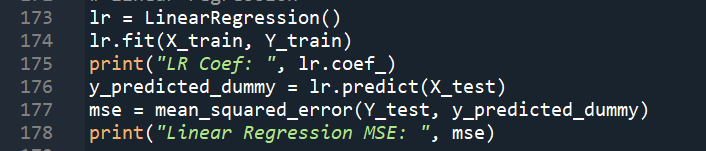 173 lr = LinearRegression()
174 lr.fit(X_train, Y_train)
175 print("LR Coef: ", lr.coef_)
176 y_predicted_dummy = lr.predict(X_test)
177 mse = mean_squared_error(Y_test, y_predicted_dummy)
178 print("Linear Regression MSE: ", mse)